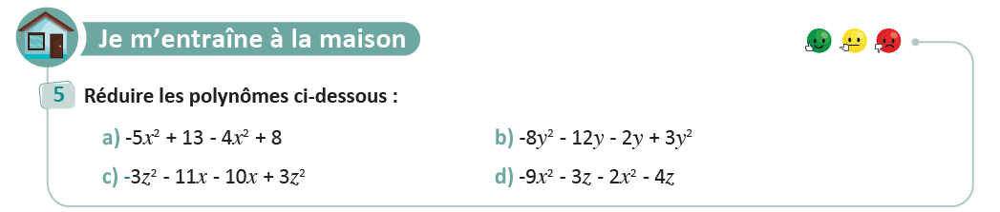 Je m'entraîne à la maison
5 Réduire les polynômes ci-dessous :
a) -5x² + 13 - 4x² + 8 b) -8y² - 12y - 2y + 3y²
c) -3z² - 11x - 10x + 3z² d) -9x² - 3z - 2x² - 4z